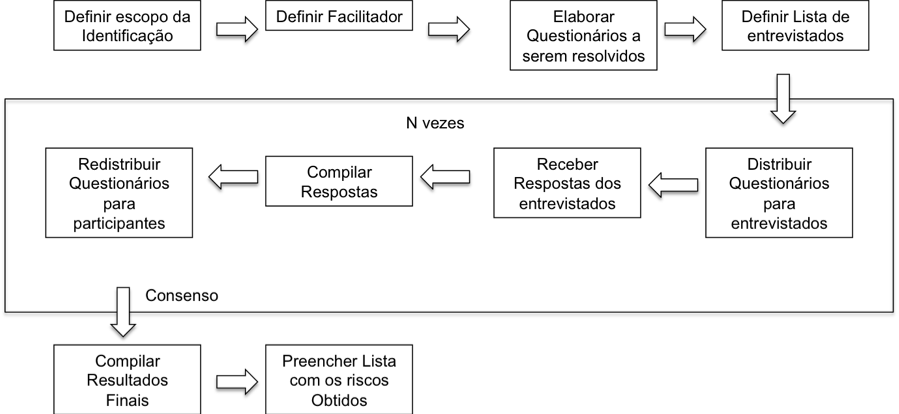 Definir escopo da
Identificação
Definir Facilitador
Elaborar
Questionários a
serem resolvidos
Definir Lista de
entrevistados
N vezes
Redistribuir
Questionários
para
participantes
Compilar
Respostas
Receber
Respostas dos
entrevistados
Distribuir
Questionários
para
entrevistados
Consenso
Compilar
Resultados
Finais
Preencher Lista
com os riscos
Obtidos